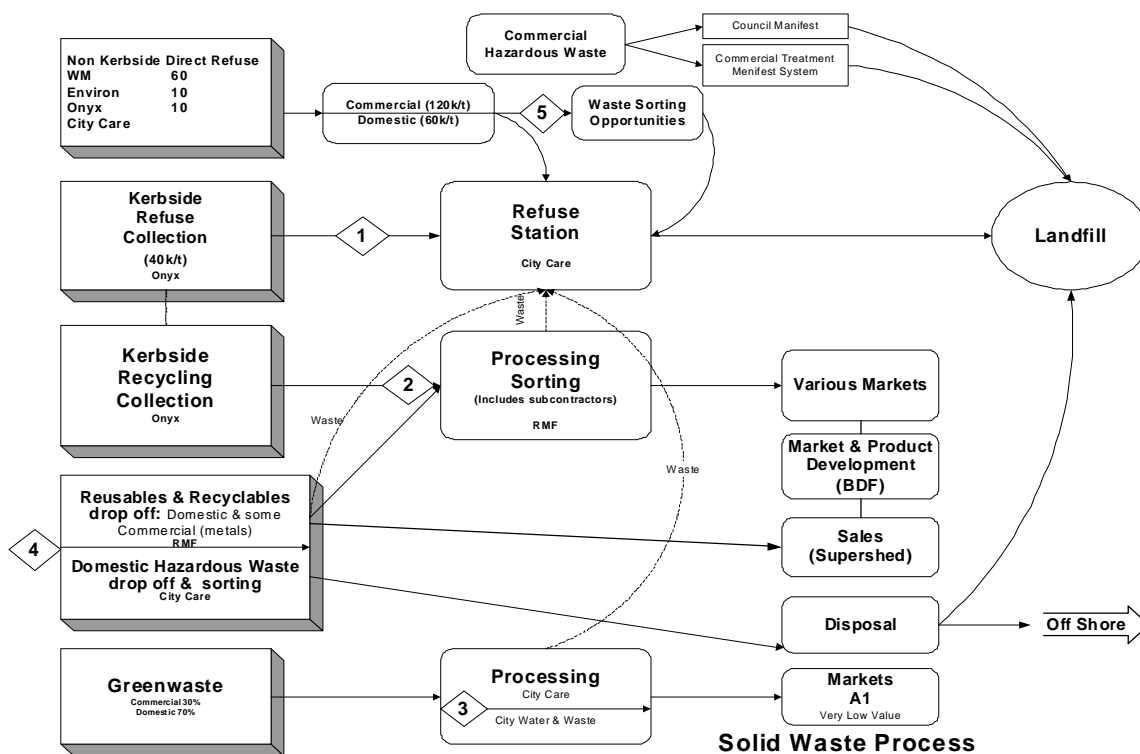 Non Kerbside Direct Refuse
WM 60
Environ 10
Onyx 10
City Care
Commercial (120k/t)
Domestic (60k/t)
5
Waste Sorting
Opportunities
Commercial
Hazardous Waste
Council Manifest
Commercial Treatment
Menifest System
Kerbside
Refuse
Collection
(40k/t)
Onyx
1
Refuse
Station
City Care
Landfill
Waste
Kerbside
Recycling
Collection
Onyx
2
Processing
Sorting
(Includes subcontractors)
RMF
Various Markets
Waste
Waste
Market & Product
Development
(BDF)
Reusables & Recyclables
drop off: Domestic & some
Commercial (metals)
RMF
4
Domestic Hazardous Waste
drop off & sorting
City Care
Sales
(Supershed)
Disposal
Off Shore
Greenwaste
Commercial 30%
Domestic 70%
Processing
City Care
3
City Water & Waste
Markets
A1
Very Low Value
Solid Waste Process